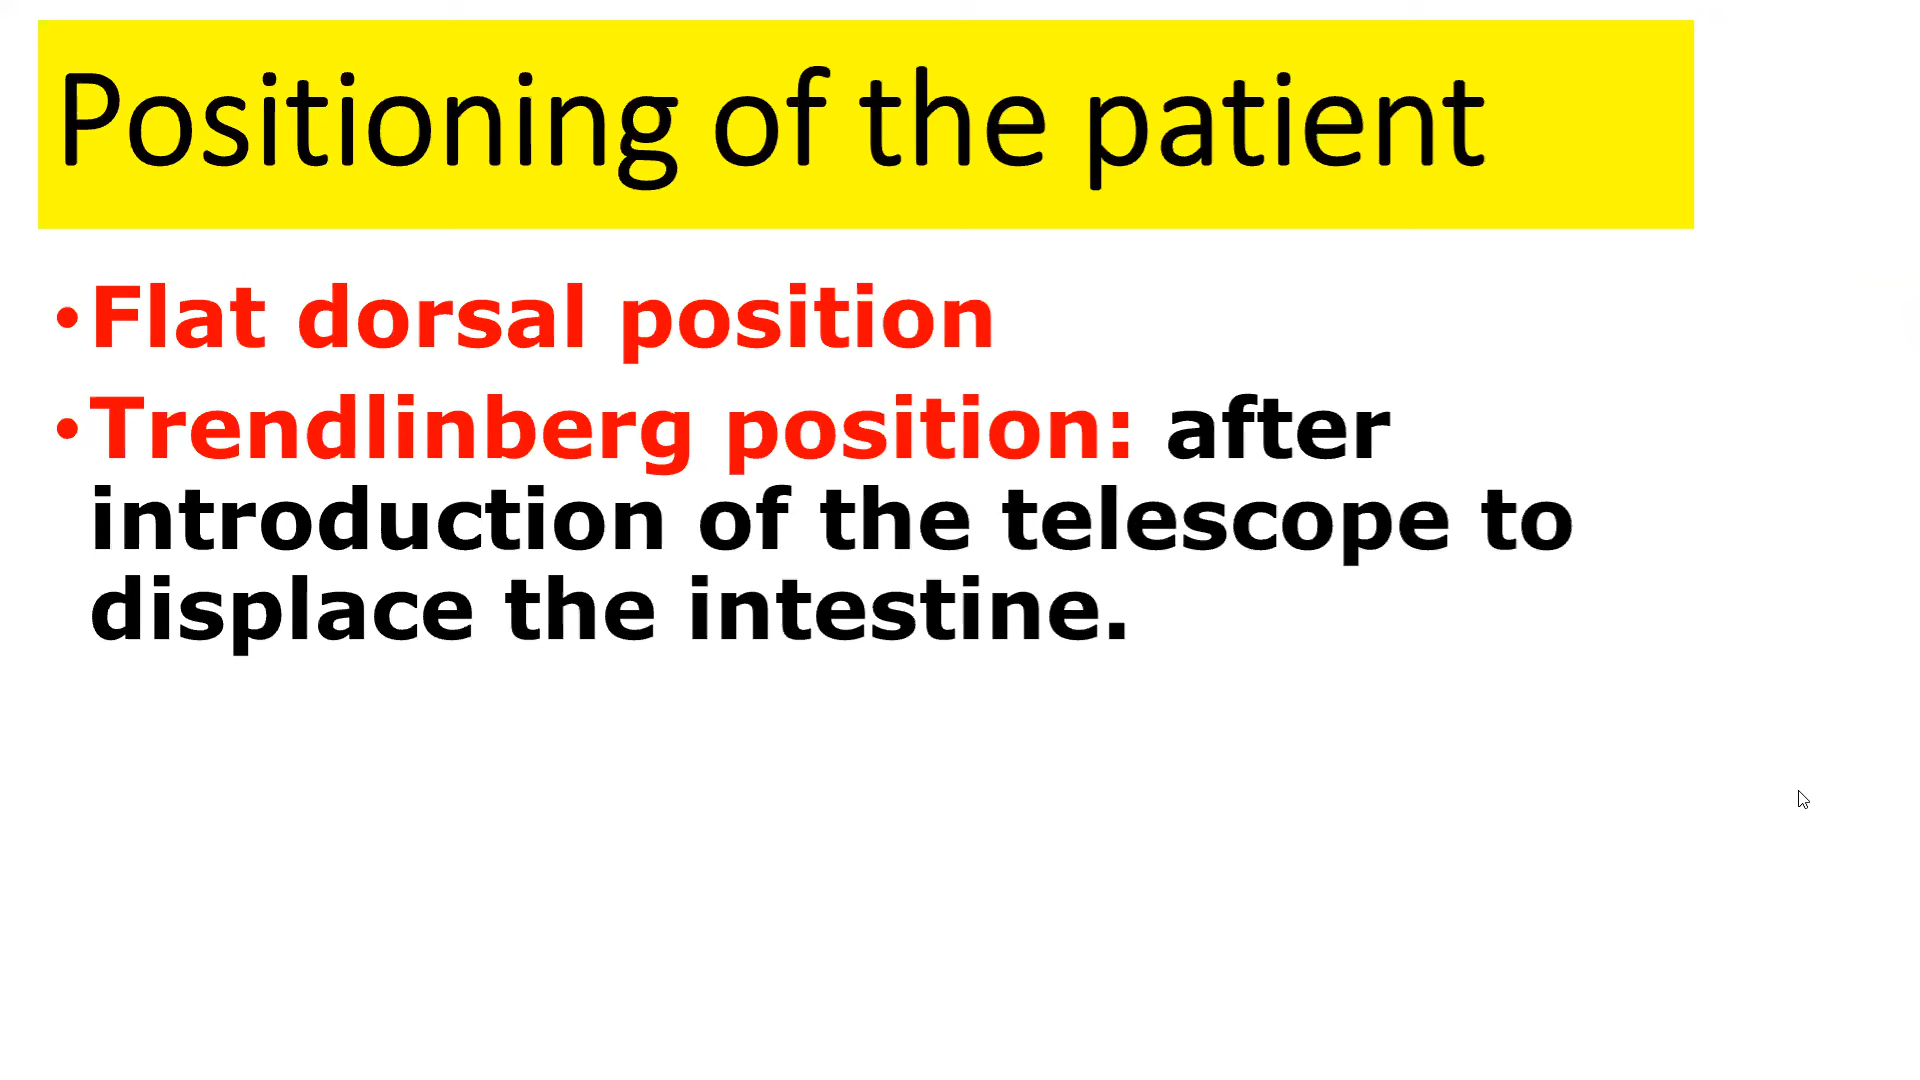 Positioning of the patient
•Flat dorsal position
•Trendlinberg position: after
introduction of the telescope to
displace the intestine.